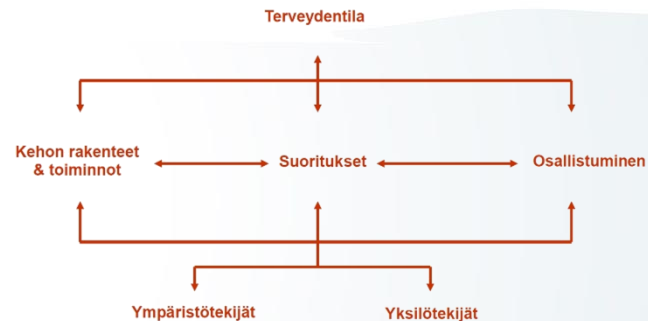 Terveydentila
Kehon rakenteet
& toiminnot
Suoritukset
Osallistuminen
Ympäristötekijät
Yksilötekijät